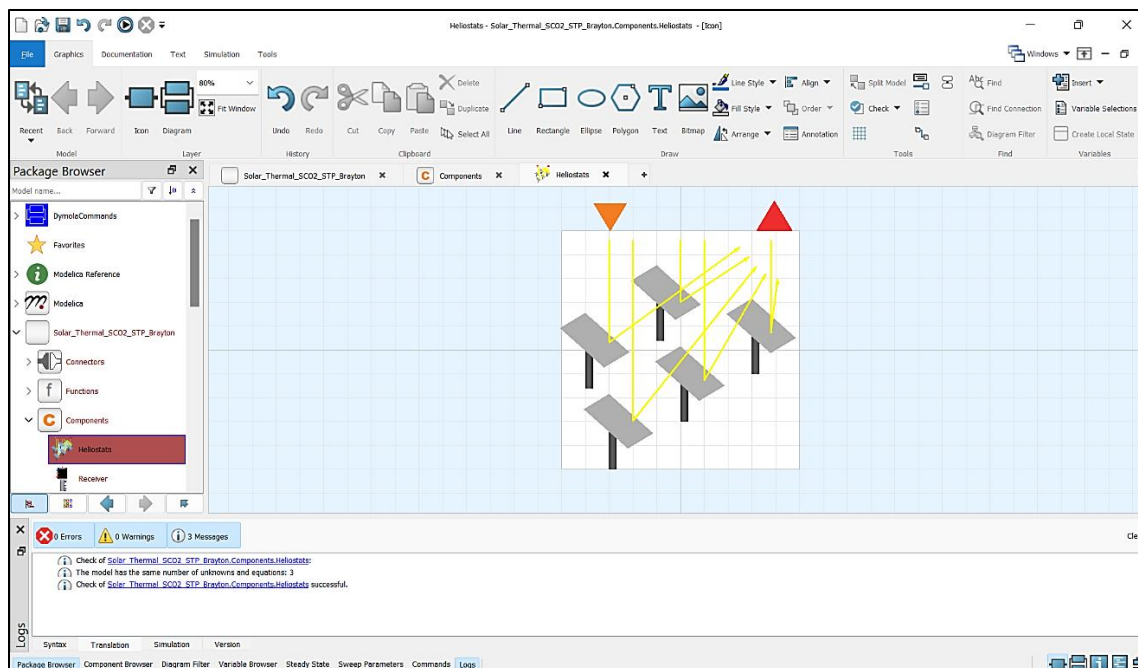 Heliostats - Solar_Thermal_SCO2_STP_Brayton.Components.Heliostats - [Icon]
File Graphics Documentation Text Simulation Tools Windows
80%
Line Style Align Split Model Abc Find Insert
Delete
Fit Window Duplicate Fill Style Order Check Find Connection Variable Selections
Recent Back Forward Icon Diagram Undo Redo Cut Copy Paste Select All Line Rectangle Ellipse Polygon Text Bitmap Arrange Annotation Diagram Filter Create Local State
Model Layer History Clipboard Draw Tools Find Variables
Package Browser
Solar_Thermal_SCO2_STP_Brayton C Components Heliostats
Model name...
DymolaCommands
Favorites
Modelica Reference
Modelica
Solar_Thermal_SCO2_STP_Brayton
Connectors
f Functions
C Components
Heliostats
Receiver
0 Errors 0 Warnings 3 Messages Cle
Check of Solar_Thermal_SCO2_STP_Brayton.Components.Heliostats:
The model has the same number of unknowns and equations: 3
Check of Solar_Thermal_SCO2_STP_Brayton.Components.Heliostats successful.
Logs
Syntax Translation Simulation Version
Package Browser Component Browser Diagram Filter Variable Browser Steady State Sweep Parameters Commands Logs